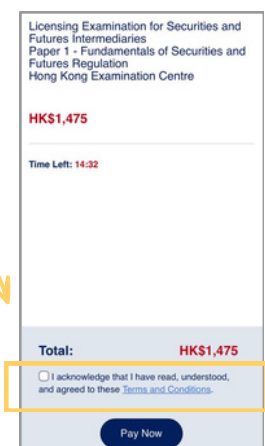 Licensing Examination for Securities and
Futures Intermediaries
Paper 1 - Fundamentals of Securities and
Futures Regulation
Hong Kong Examination Centre
HK$1,475
Time Left: 14:32
N
Total: HK$1,475
I acknowledge that I have read, understood,
and agreed to these Terms and Conditions.
Pay Now